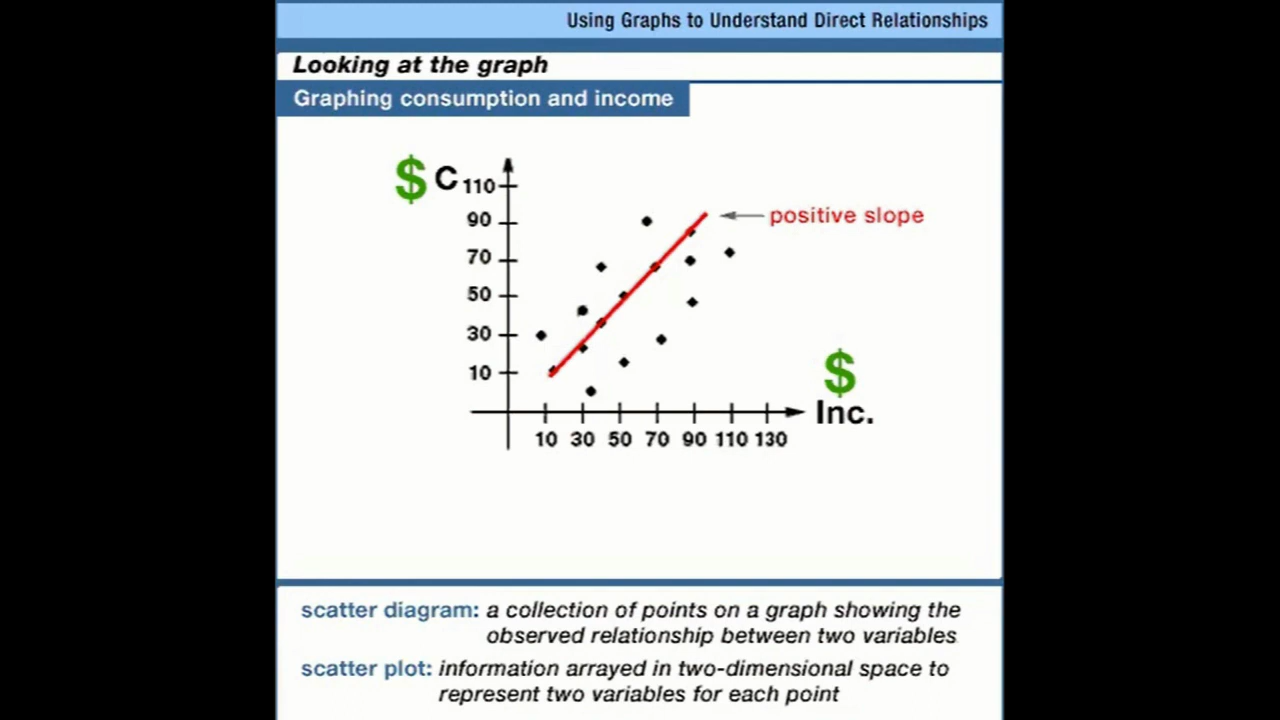 Using Graphs to Understand Direct Relationships
Looking at the graph
Graphing consumption and income
$ C
110
90
70
50
30
10
positive slope
$
Inc.
10 30 50 70 90 110 130
scatter diagram: a collection of points on a graph showing the
observed relationship between two variables
scatter plot: information arrayed in two-dimensional space to
represent two variables for each point